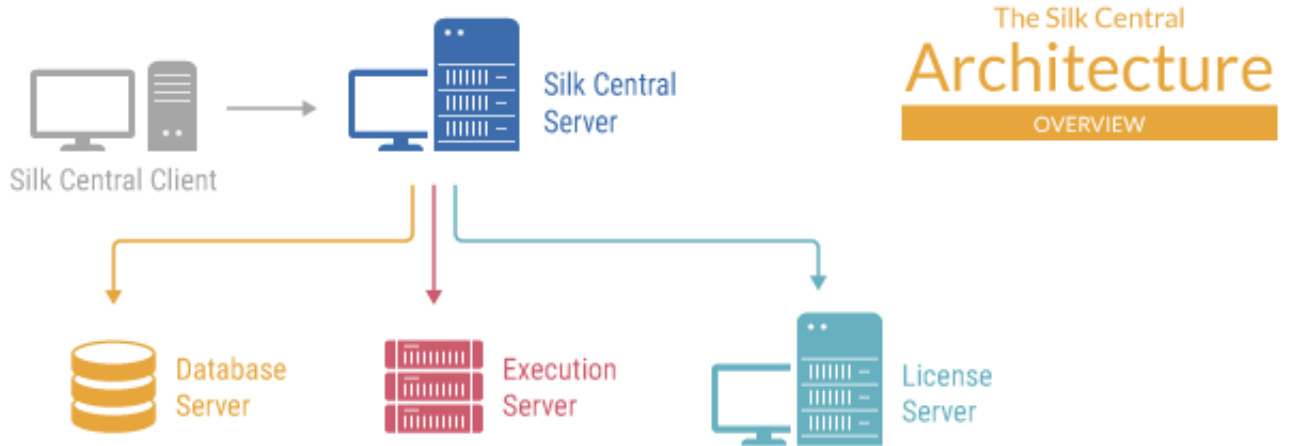 The Silk Central
Architecture
OVERVIEW
Silk Central
Server
Silk Central Client
Database
Server
Execution
Server
License
Server